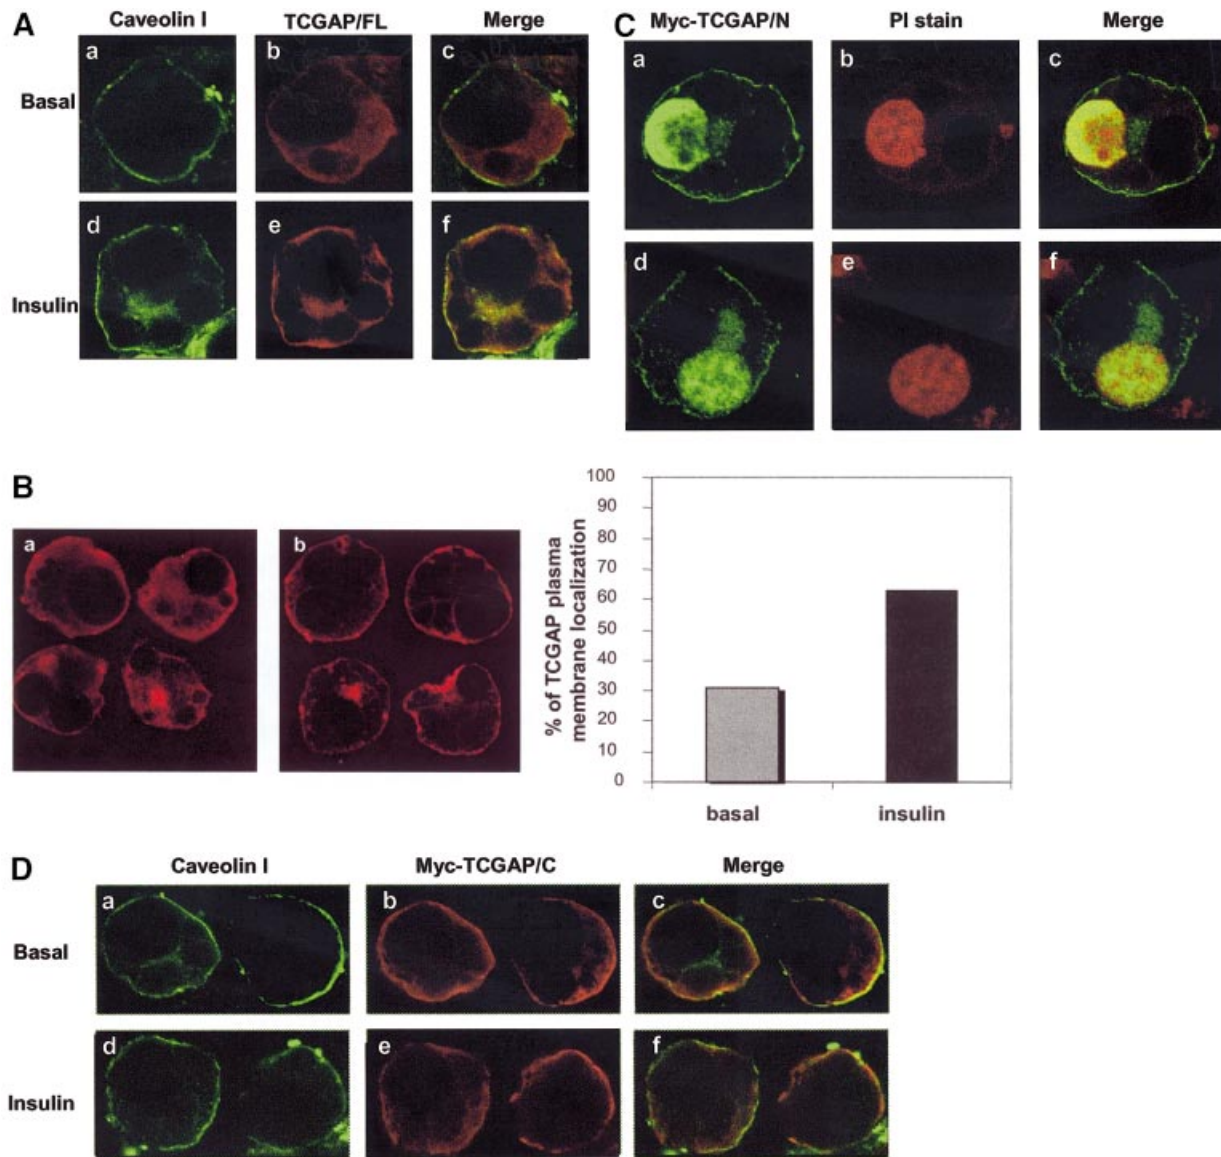 A
Caveolin I
TCGAP/FL
Merge
a
b
c
Basal
d
e
f
Insulin
C
Myc-TCGAP/N
PI stain
Merge
a
b
c
d
e
f
B
a
b
% of TCGAP plasma
membrane localization
100
90
80
70
60
50
40
30
20
10
0
basal
insulin
D
Caveolin I
Myc-TCGAP/C
Merge
a
b
c
Basal
d
e
f
Insulin